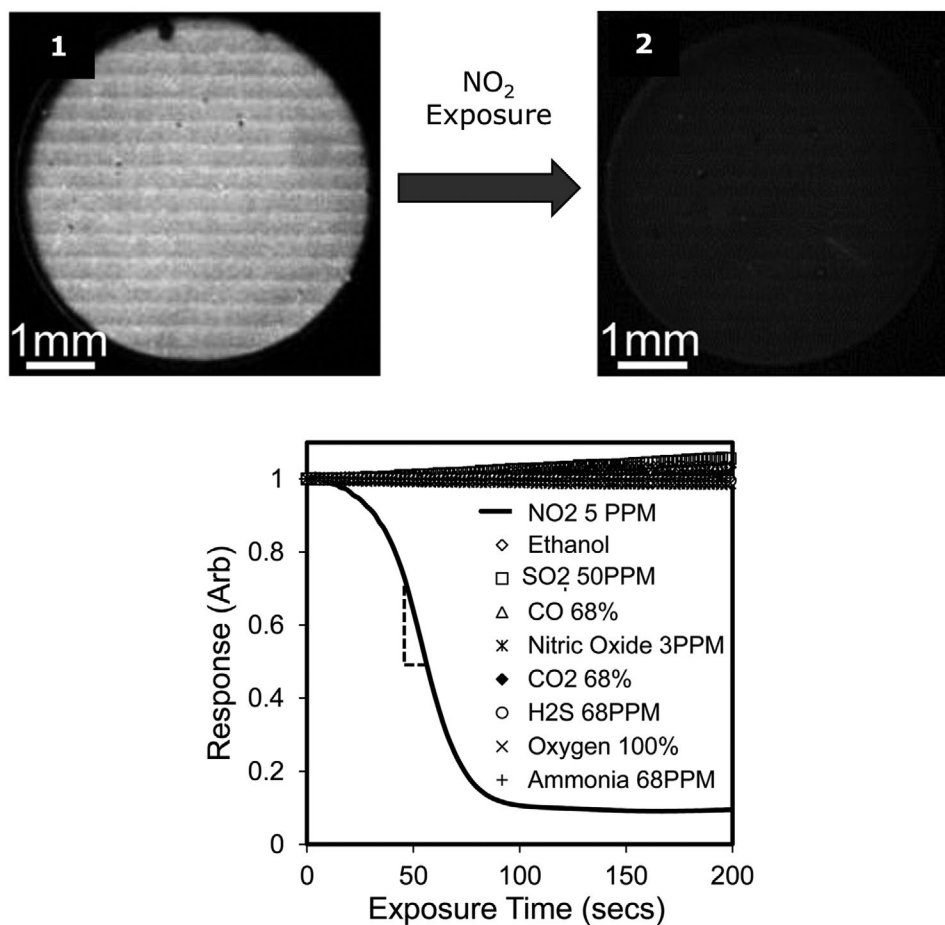 1
NO₂
Exposure
2
1mm
1mm
1
0.8
0.6
0.4
0.2
0
Response (Arb)
NO2 5 PPM
Ethanol
SO2 50PPM
CO 68%
Nitric Oxide 3PPM
CO2 68%
H2S 68PPM
Oxygen 100%
Ammonia 68PPM
0 50 100 150 200
Exposure Time (secs)